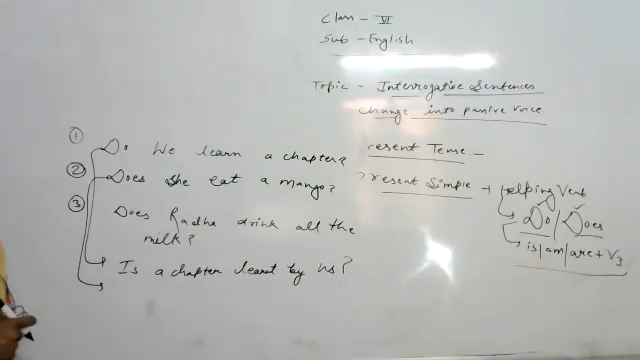 Class - VI
Sub - English
Topic - Interrogative Sentences
change into passive voice
① Do we learn a chapter?
resent Tense -
② Does she eat a mango?
resent Simple + Helping Verb
Do / Does
is/am/are + V3
③ Does Radha drink all the
milk?
Is a chapter learnt by us?